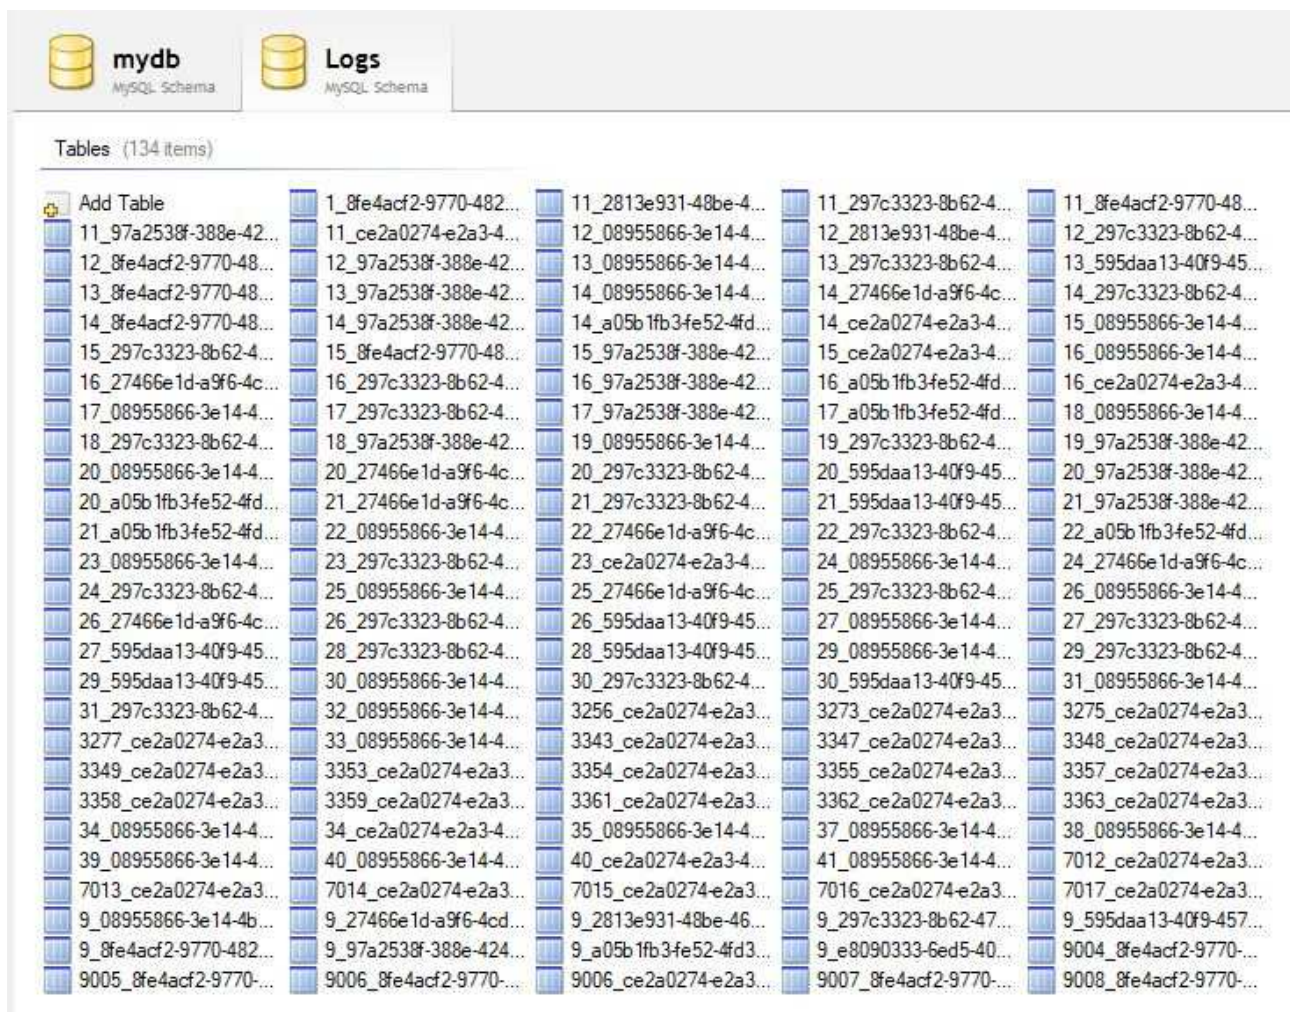 mydb
MySQL Schema
Logs
MySQL Schema
Tables (134 items)
Add Table 1_8fe4acf2-9770-482... 11_2813e931-48be-4... 11_297c3323-8b62-4... 11_8fe4acf2-9770-48...
11_97a2538f-388e-42... 11_ce2a0274-e2a3-4... 12_08955866-3e14-4... 12_2813e931-48be-4... 12_297c3323-8b62-4...
12_8fe4acf2-9770-48... 12_97a2538f-388e-42... 13_08955866-3e14-4... 13_297c3323-8b62-4... 13_595daa13-40f9-45...
13_8fe4acf2-9770-48... 13_97a2538f-388e-42... 14_08955866-3e14-4... 14_27466e1d-a9f6-4c... 14_297c3323-8b62-4...
14_8fe4acf2-9770-48... 14_97a2538f-388e-42... 14_a05b1fb3-fe52-4fd... 14_ce2a0274-e2a3-4... 15_08955866-3e14-4...
15_297c3323-8b62-4... 15_8fe4acf2-9770-48... 15_97a2538f-388e-42... 15_ce2a0274-e2a3-4... 16_08955866-3e14-4...
16_27466e1d-a9f6-4c... 16_297c3323-8b62-4... 16_97a2538f-388e-42... 16_a05b1fb3-fe52-4fd... 16_ce2a0274-e2a3-4...
17_08955866-3e14-4... 17_297c3323-8b62-4... 17_97a2538f-388e-42... 17_a05b1fb3-fe52-4fd... 18_08955866-3e14-4...
18_297c3323-8b62-4... 18_97a2538f-388e-42... 19_08955866-3e14-4... 19_297c3323-8b62-4... 19_97a2538f-388e-42...
20_08955866-3e14-4... 20_27466e1d-a9f6-4c... 20_297c3323-8b62-4... 20_595daa13-40f9-45... 20_97a2538f-388e-42...
20_a05b1fb3-fe52-4fd... 21_27466e1d-a9f6-4c... 21_297c3323-8b62-4... 21_595daa13-40f9-45... 21_97a2538f-388e-42...
21_a05b1fb3-fe52-4fd... 22_08955866-3e14-4... 22_27466e1d-a9f6-4c... 22_297c3323-8b62-4... 22_a05b1fb3-fe52-4fd...
23_08955866-3e14-4... 23_297c3323-8b62-4... 23_ce2a0274-e2a3-4... 24_08955866-3e14-4... 24_27466e1d-a9f6-4c...
24_297c3323-8b62-4... 25_08955866-3e14-4... 25_27466e1d-a9f6-4c... 25_297c3323-8b62-4... 26_08955866-3e14-4...
26_27466e1d-a9f6-4c... 26_297c3323-8b62-4... 26_595daa13-40f9-45... 27_08955866-3e14-4... 27_297c3323-8b62-4...
27_595daa13-40f9-45... 28_297c3323-8b62-4... 28_595daa13-40f9-45... 29_08955866-3e14-4... 29_297c3323-8b62-4...
29_595daa13-40f9-45... 30_08955866-3e14-4... 30_297c3323-8b62-4... 30_595daa13-40f9-45... 31_08955866-3e14-4...
31_297c3323-8b62-4... 32_08955866-3e14-4... 3256_ce2a0274-e2a3... 3273_ce2a0274-e2a3... 3275_ce2a0274-e2a3...
3277_ce2a0274-e2a3... 33_08955866-3e14-4... 3343_ce2a0274-e2a3... 3347_ce2a0274-e2a3... 3348_ce2a0274-e2a3...
3349_ce2a0274-e2a3... 3353_ce2a0274-e2a3... 3354_ce2a0274-e2a3... 3355_ce2a0274-e2a3... 3357_ce2a0274-e2a3...
3358_ce2a0274-e2a3... 3359_ce2a0274-e2a3... 3361_ce2a0274-e2a3... 3362_ce2a0274-e2a3... 3363_ce2a0274-e2a3...
34_08955866-3e14-4... 34_ce2a0274-e2a3-4... 35_08955866-3e14-4... 37_08955866-3e14-4... 38_08955866-3e14-4...
39_08955866-3e14-4... 40_08955866-3e14-4... 40_ce2a0274-e2a3-4... 41_08955866-3e14-4... 7012_ce2a0274-e2a3...
7013_ce2a0274-e2a3... 7014_ce2a0274-e2a3... 7015_ce2a0274-e2a3... 7016_ce2a0274-e2a3... 7017_ce2a0274-e2a3...
9_08955866-3e14-4b... 9_27466e1d-a9f6-4cd... 9_2813e931-48be-46... 9_297c3323-8b62-47... 9_595daa13-40f9-457...
9_8fe4acf2-9770-482... 9_97a2538f-388e-424... 9_a05b1fb3-fe52-4fd3... 9_e8090333-6ed5-40... 9004_8fe4acf2-9770-...
9005_8fe4acf2-9770-... 9006_8fe4acf2-9770-... 9006_ce2a0274-e2a3... 9007_8fe4acf2-9770-... 9008_8fe4acf2-9770-...